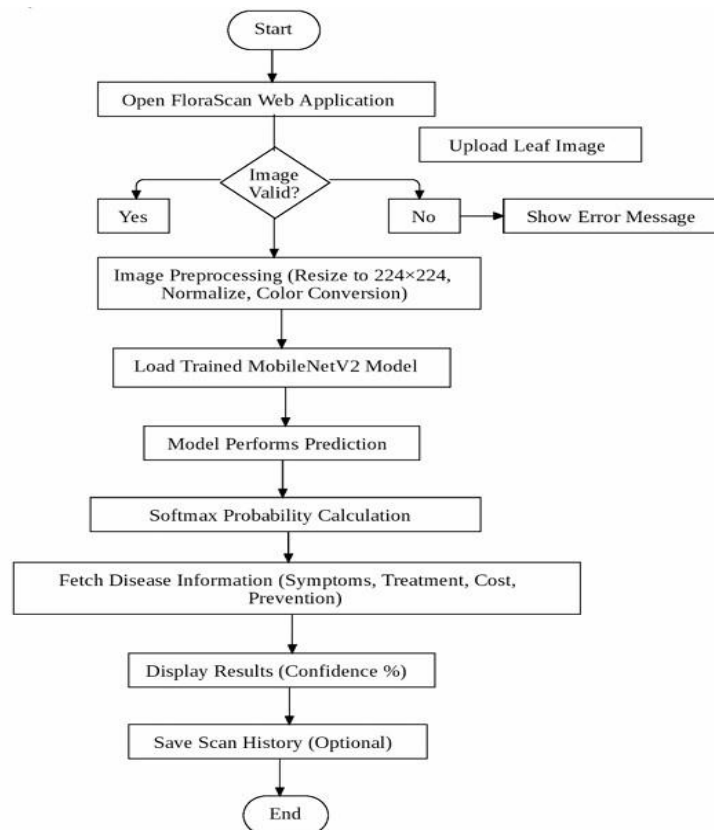 Start
Open FloraScan Web Application
Upload Leaf Image
Image
Valid?
Yes
No
Show Error Message
Image Preprocessing (Resize to 224×224,
Normalize, Color Conversion)
Load Trained MobileNetV2 Model
Model Performs Prediction
Softmax Probability Calculation
Fetch Disease Information (Symptoms, Treatment, Cost,
Prevention)
Display Results (Confidence %)
Save Scan History (Optional)
End